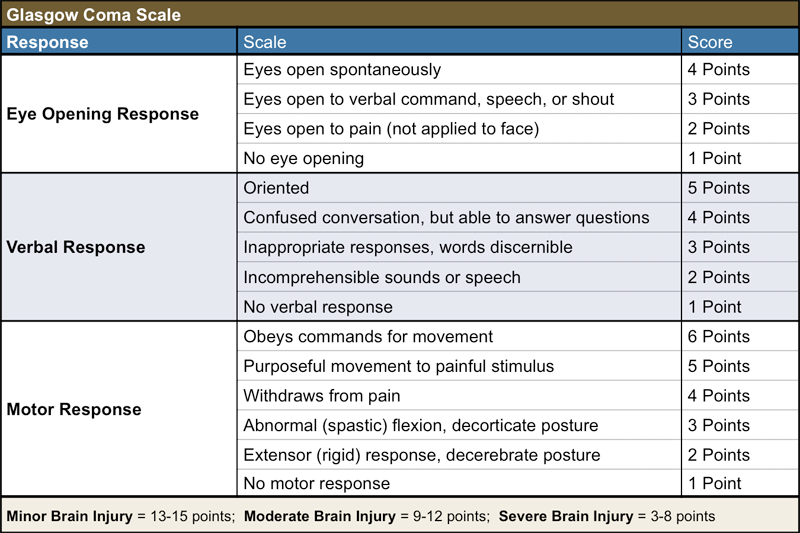 Glasgow Coma Scale
Response Scale Score
Eye Opening Response
Eyes open spontaneously 4 Points
Eyes open to verbal command, speech, or shout 3 Points
Eyes open to pain (not applied to face) 2 Points
No eye opening 1 Point
Verbal Response
Oriented 5 Points
Confused conversation, but able to answer questions 4 Points
Inappropriate responses, words discernible 3 Points
Incomprehensible sounds or speech 2 Points
No verbal response 1 Point
Motor Response
Obeys commands for movement 6 Points
Purposeful movement to painful stimulus 5 Points
Withdraws from pain 4 Points
Abnormal (spastic) flexion, decorticate posture 3 Points
Extensor (rigid) response, decerebrate posture 2 Points
No motor response 1 Point
Minor Brain Injury = 13-15 points; Moderate Brain Injury = 9-12 points; Severe Brain Injury = 3-8 points